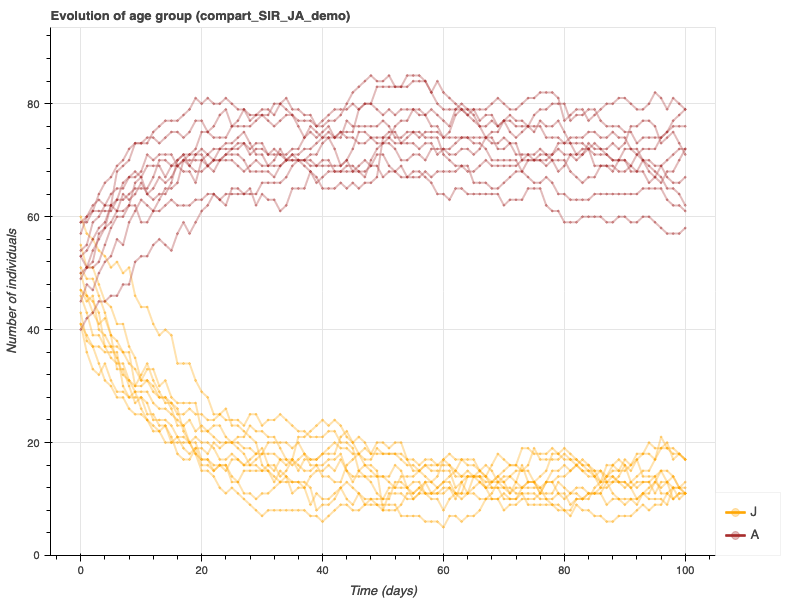 Evolution of age group (compart_SIR_JA_demo)
80
60
40
20
0
Number of individuals
0 20 40 60 80 100
Time (days)
J
A